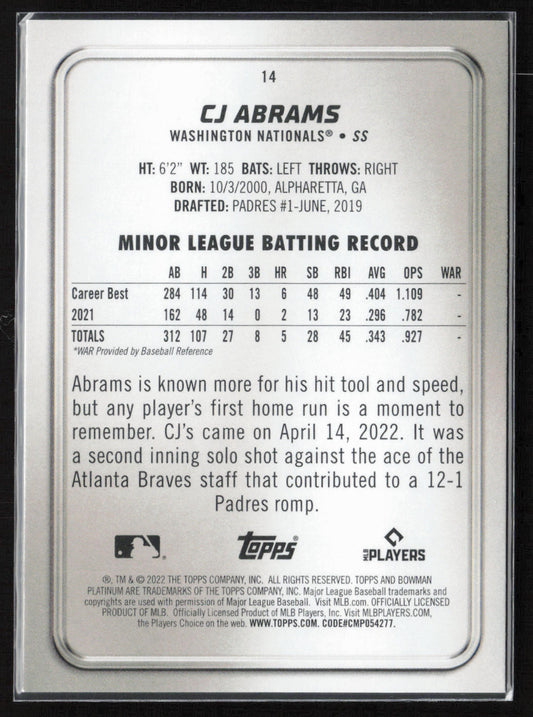 14
CJ ABRAMS
WASHINGTON NATIONALS® • SS
HT: 6'2" WT: 185 BATS: LEFT THROWS: RIGHT
BORN: 10/3/2000, ALPHARETTA, GA
DRAFTED: PADRES #1-JUNE, 2019
MINOR LEAGUE BATTING RECORD
AB H 2B 3B HR SB RBI AVG OPS WAR
Career Best 284 114 30 13 6 48 49 .404 1.109 -
2021 162 48 14 0 2 13 23 .296 .782 -
TOTALS 312 107 27 8 5 28 45 .343 .927 -
*WAR Provided by Baseball Reference
Abrams is known more for his hit tool and speed,
but any player's first home run is a moment to
remember. CJ's came on April 14, 2022. It was
a second inning solo shot against the ace of the
Atlanta Braves staff that contributed to a 12-1
Padres romp.
Topps® MLB PLAYERS
®, TM & © 2022 THE TOPPS COMPANY, INC. ALL RIGHTS RESERVED. TOPPS AND BOWMAN
PLATINUM ARE TRADEMARKS OF THE TOPPS COMPANY, INC. Major League Baseball trademarks and
copyrights are used with permission of Major League Baseball. Visit MLB.com. OFFICIALLY LICENSED
PRODUCT OF MLB. Officially Licensed Product of MLB Players, Inc. Visit MLBPLAYERS.COM,
the Players Choice on the web. WWW.TOPPS.COM. CODE#CMP054277.